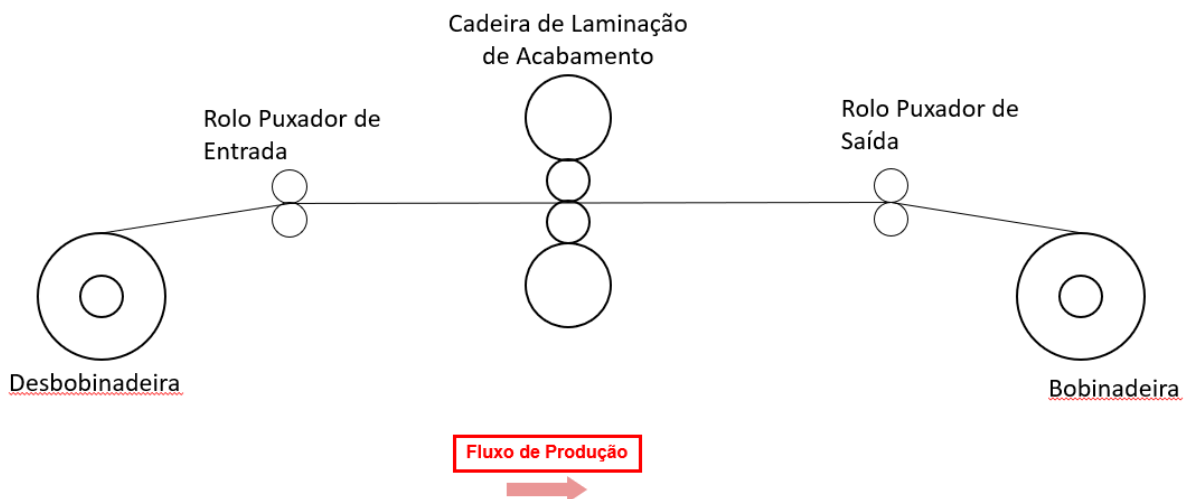 Cadeira de Laminação
de Acabamento
Rolo Puxador de
Entrada
Rolo Puxador de
Saída
Desbobinadeira
Bobinadeira
Fluxo de Produção